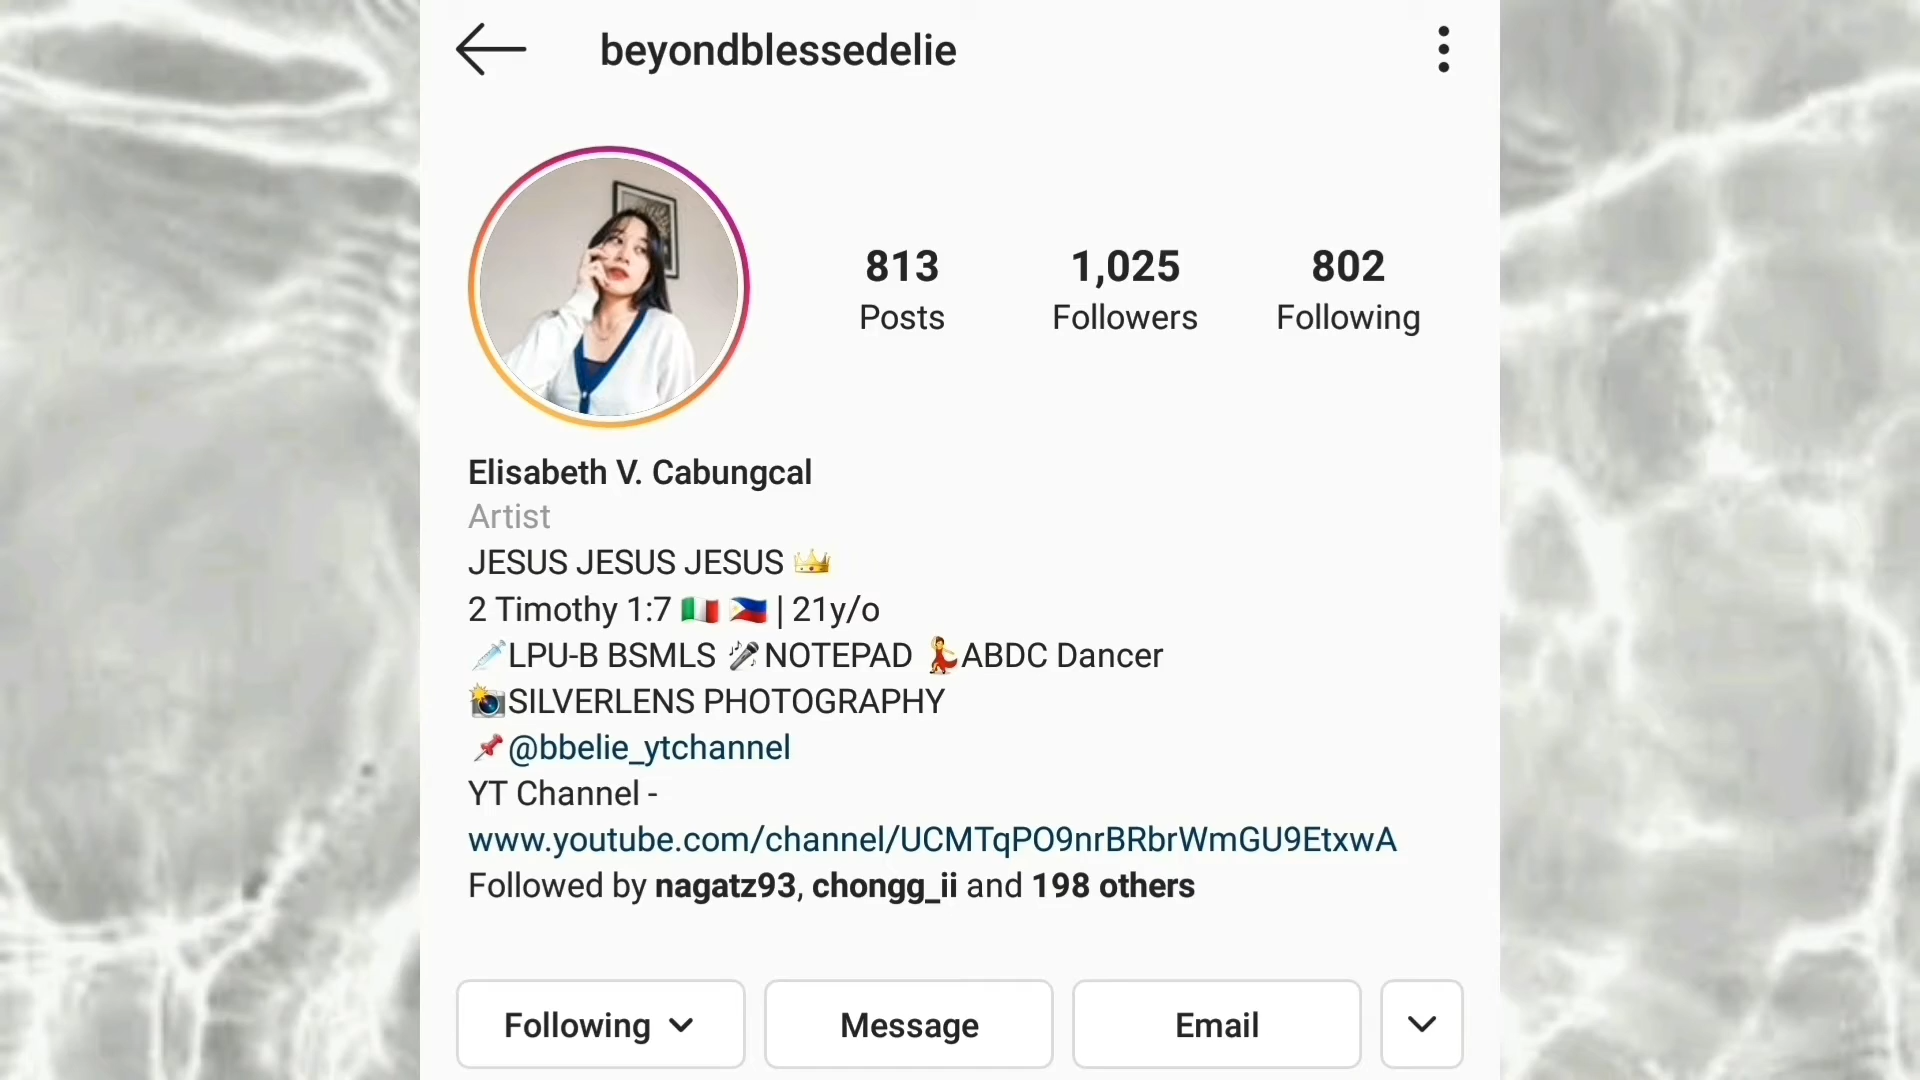 beyondblessedelie
813 1,025 802
Posts Followers Following
Elisabeth V. Cabungcal
Artist
JESUS JESUS JESUS 👑
2 Timothy 1:7 🇮🇹 🇵🇭 | 21y/o
💉LPU-B BSMLS 🎤NOTEPAD 💃ABDC Dancer
📸SILVERLENS PHOTOGRAPHY
📌@bbelie_ytchannel
YT Channel -
www.youtube.com/channel/UCMTqPO9nrBRbrWmGU9EtxwA
Followed by nagatz93, chongg_ii and 198 others
Following Message Email